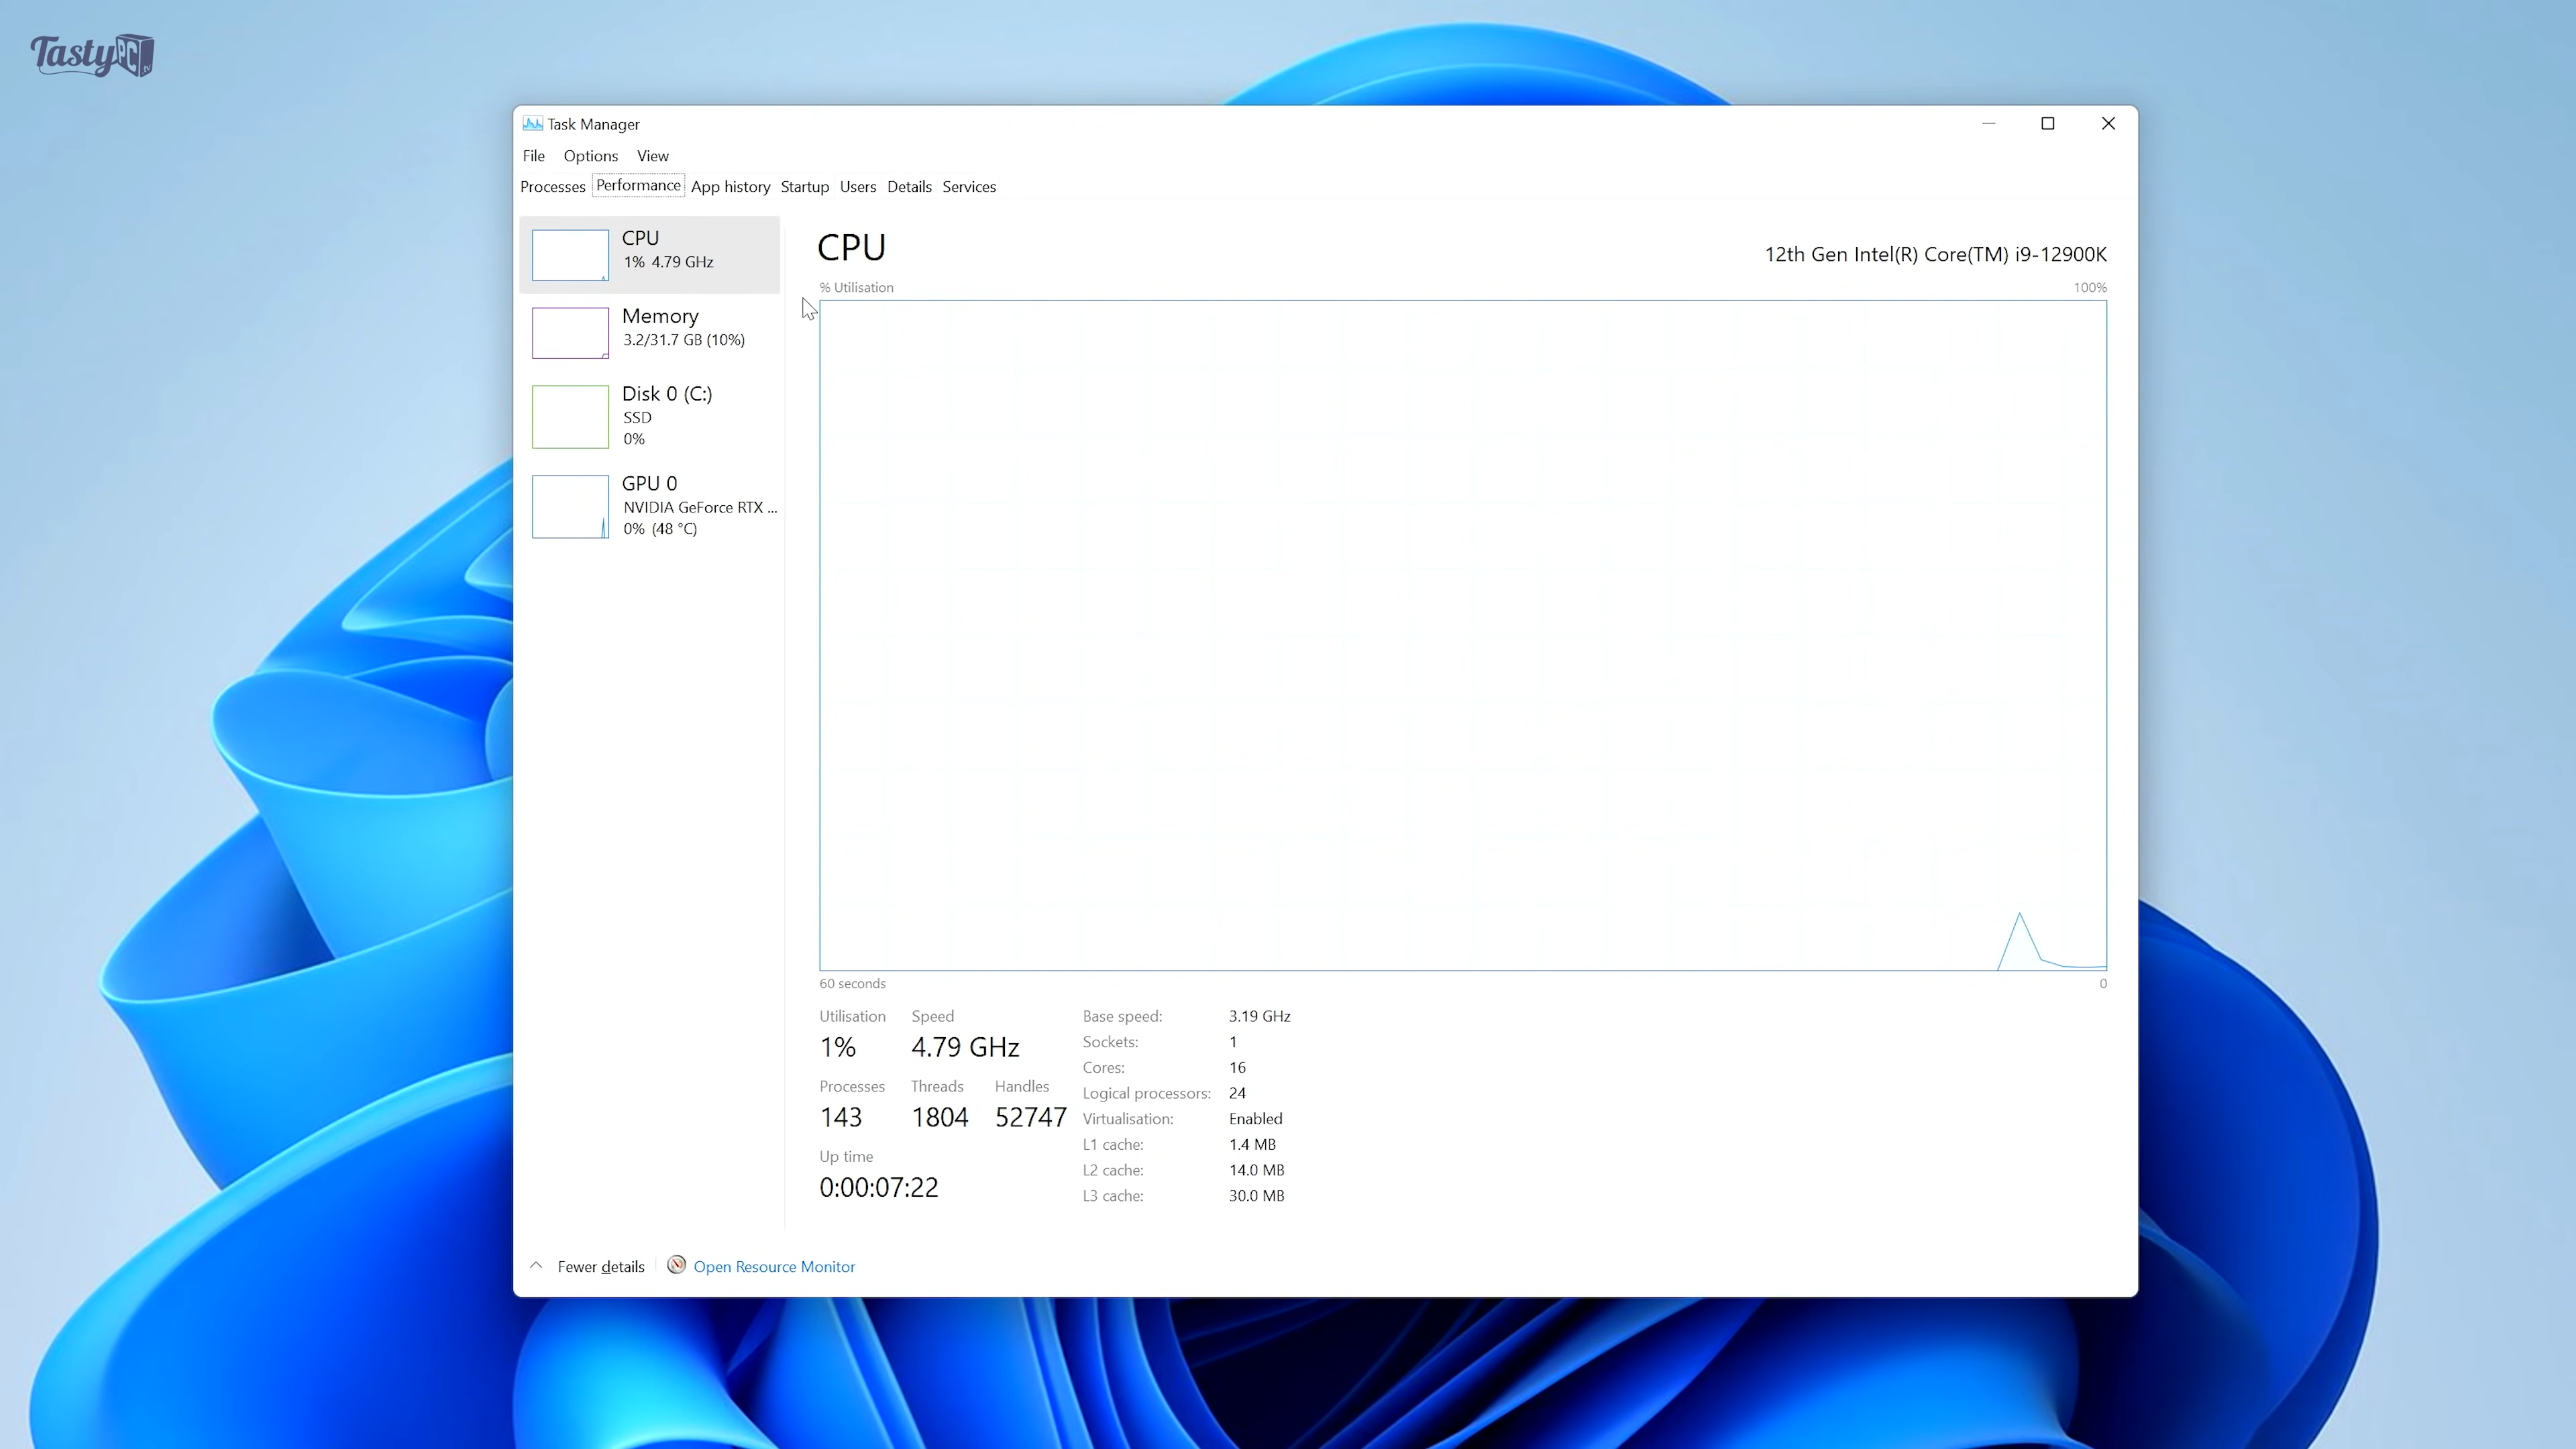 TastyPC.tv
Task Manager
File Options View
Processes Performance App history Startup Users Details Services
CPU
1% 4.79 GHz
Memory
3.2/31.7 GB (10%)
Disk 0 (C:)
SSD
0%
GPU 0
NVIDIA GeForce RTX ...
0% (48 °C)
CPU
12th Gen Intel(R) Core(TM) i9-12900K
% Utilisation
100%
60 seconds
0
Utilisation Speed
1% 4.79 GHz
Processes Threads Handles
143 1804 52747
Up time
0:00:07:22
Base speed: 3.19 GHz
Sockets: 1
Cores: 16
Logical processors: 24
Virtualisation: Enabled
L1 cache: 1.4 MB
L2 cache: 14.0 MB
L3 cache: 30.0 MB
Fewer details
Open Resource Monitor